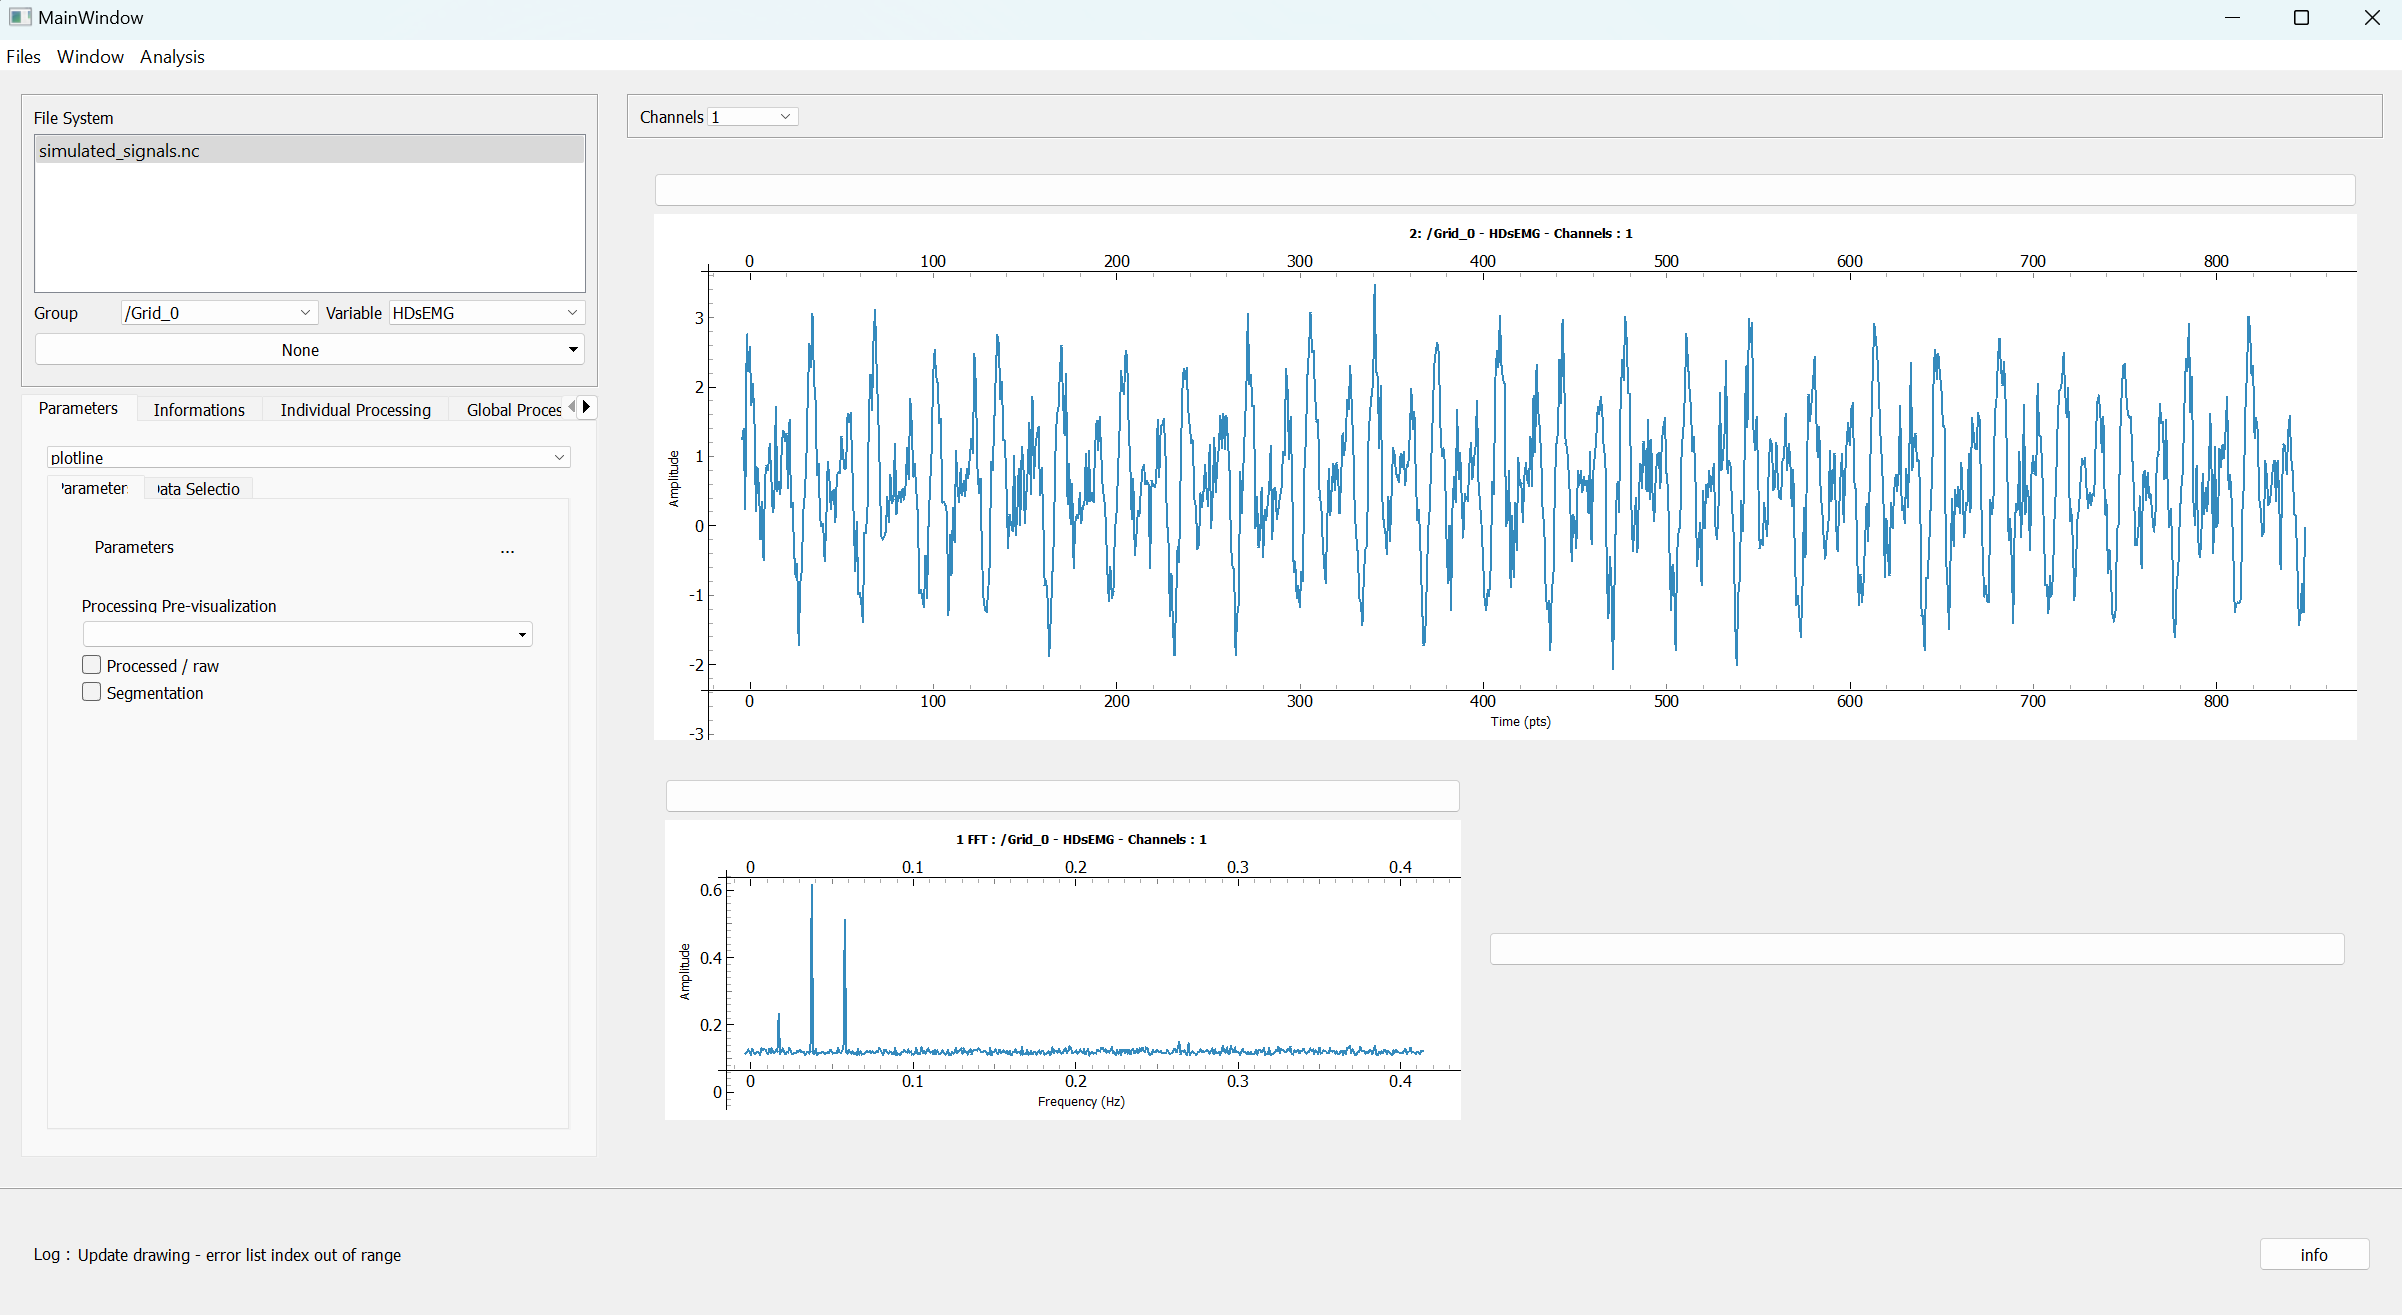 MainWindow
Files Window Analysis
File System
simulated_signals.nc
Group /Grid_0 Variable HDsEMG
None
Parameters Informations Individual Processing Global Proces
plotline
'arameter. ata Selectio
Parameters ...
Processing Pre-visualization
Processed / raw
Segmentation
Channels 1
2: /Grid_0 - HDsEMG - Channels : 1
0 100 200 300 400 500 600 700 800
3
2
1
0
-1
-2
-3
Amplitude
0 100 200 300 400 500 600 700 800
Time (pts)
1 FFT : /Grid_0 - HDsEMG - Channels : 1
0 0.1 0.2 0.3 0.4
0.6
0.4
0.2
0
Amplitude
0 0.1 0.2 0.3 0.4
Frequency (Hz)
Log : Update drawing - error list index out of range
info